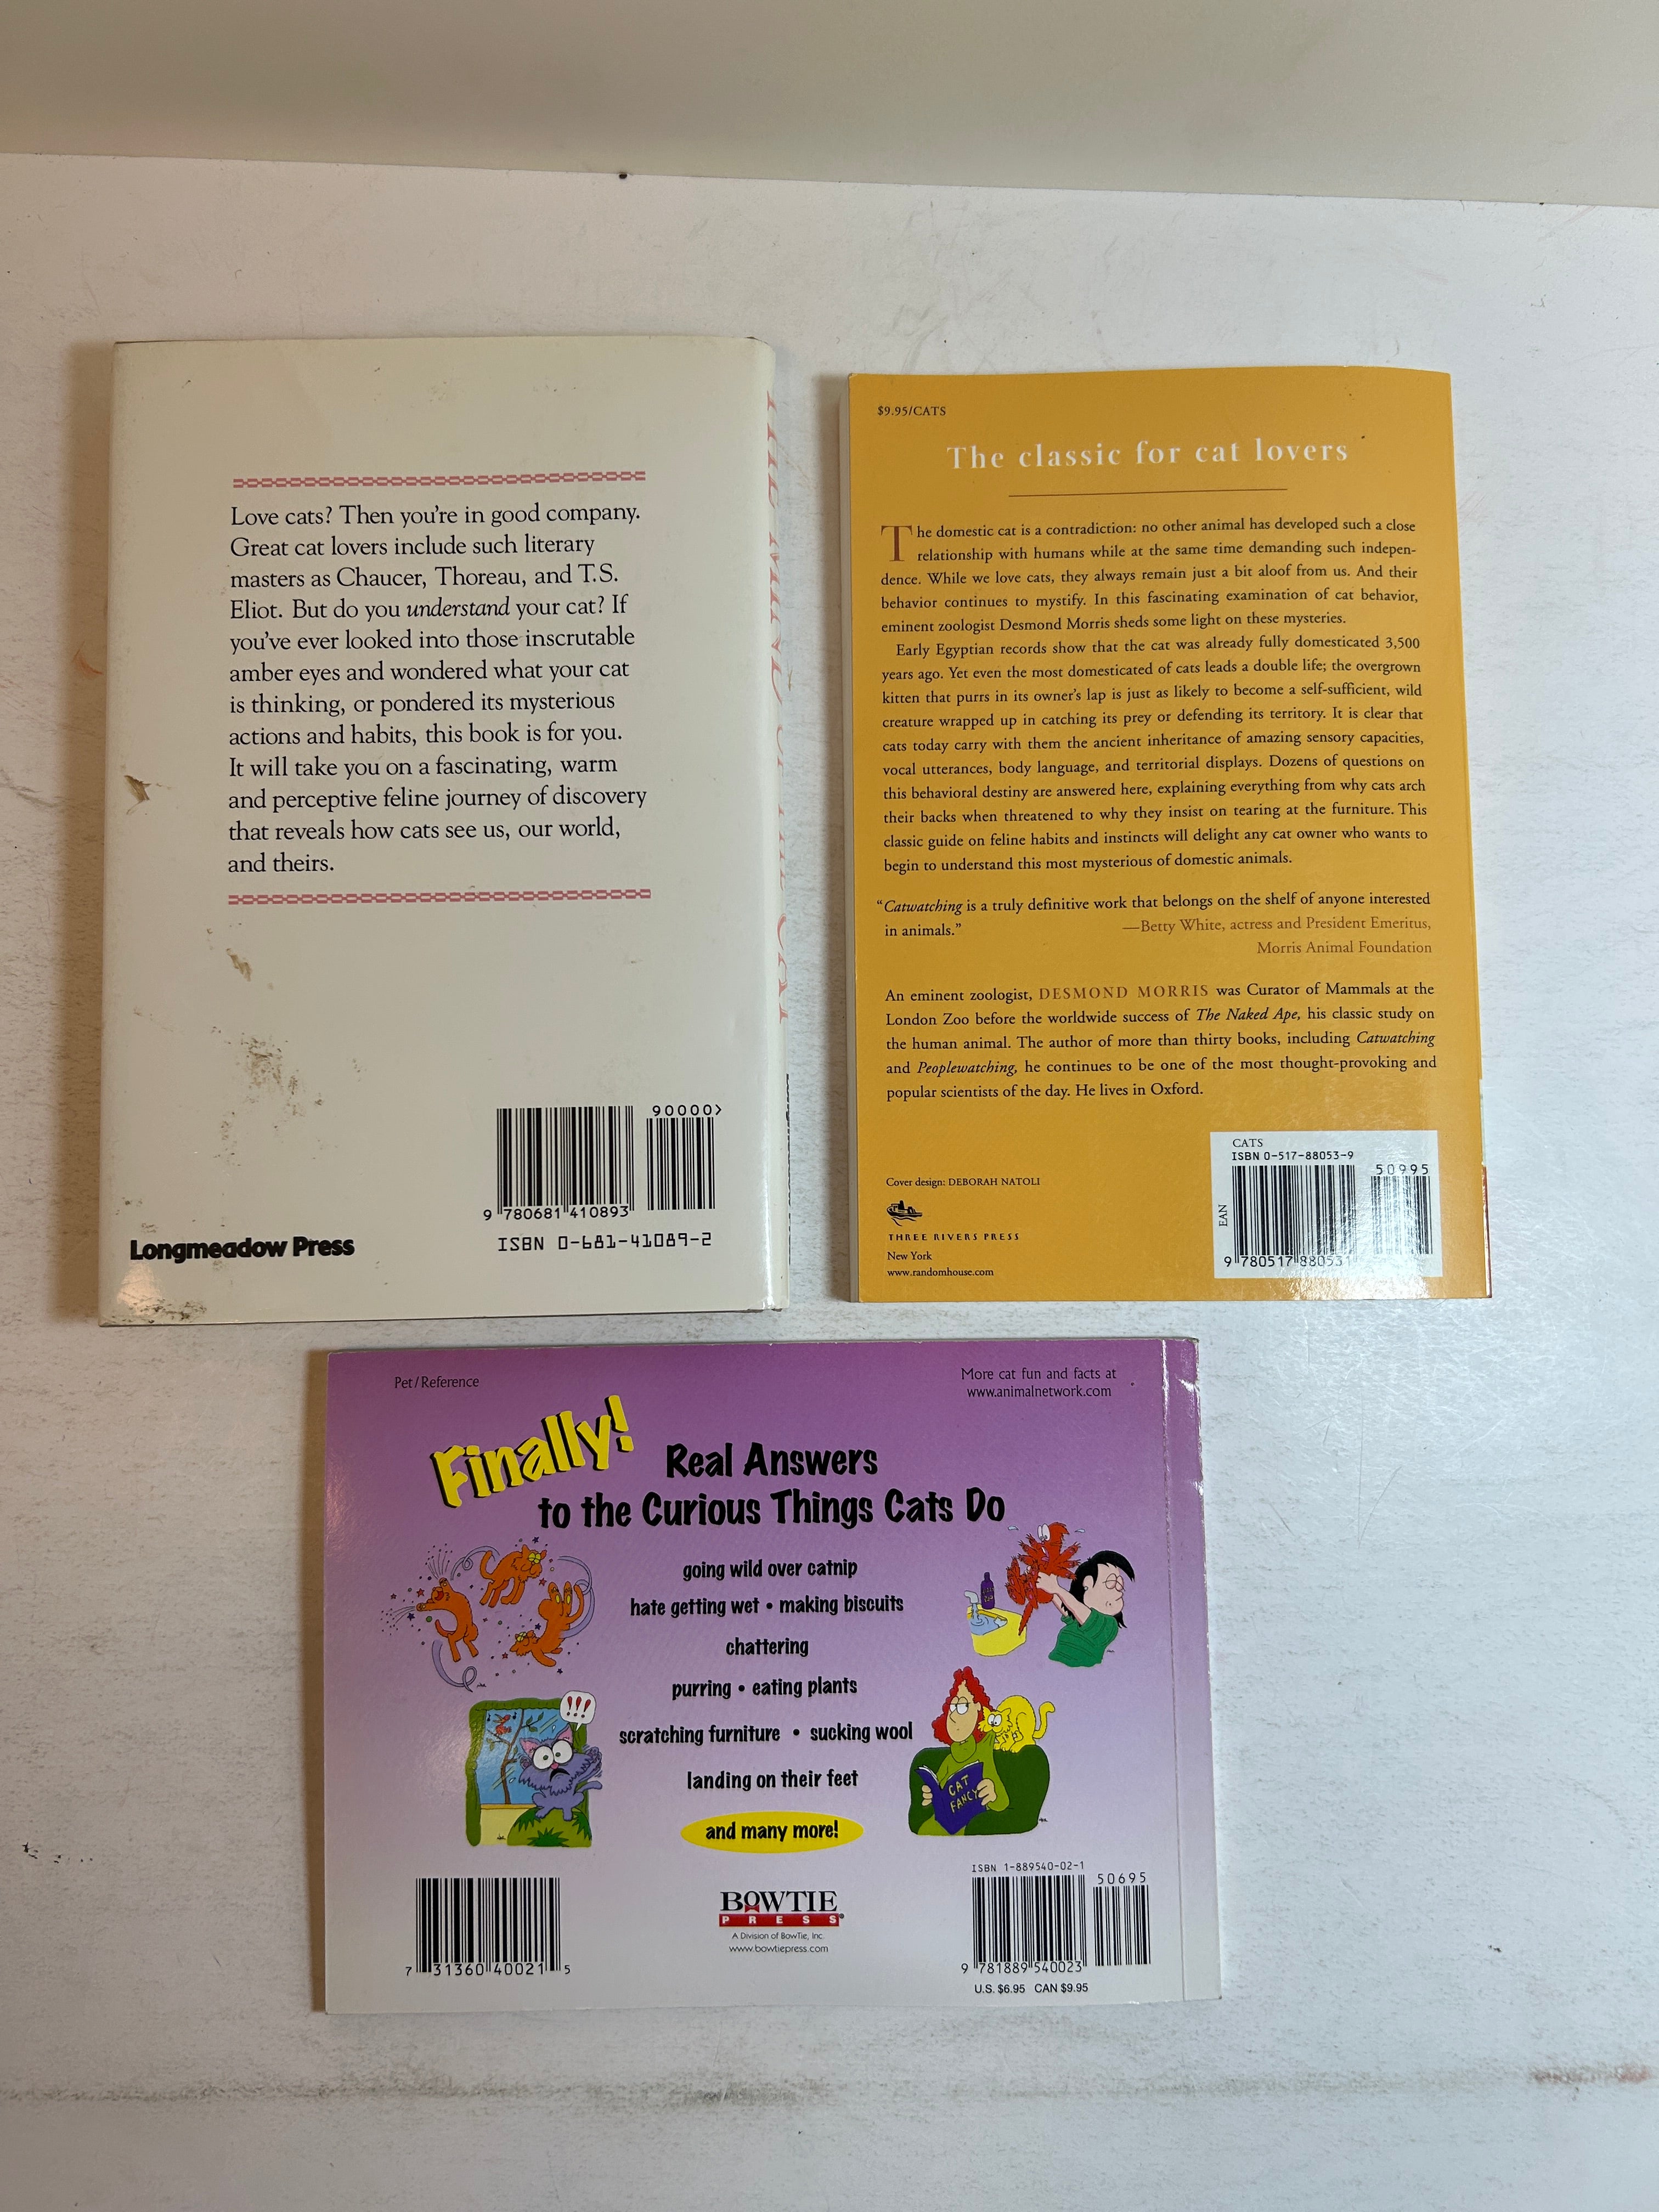 THE MIND OF THE CAT
Love cats? Then you're in good company.
Great cat lovers include such literary
masters as Chaucer, Thoreau, and T.S.
Eliot. But do you understand your cat? If
you've ever looked into those inscrutable
amber eyes and wondered what your cat
is thinking, or pondered its mysterious
actions and habits, this book is for you.
It will take you on a fascinating, warm
and perceptive feline journey of discovery
that reveals how cats see us, our world,
and theirs.
90000>
9 780681 410893
ISBN 0-681-41089-2
Longmeadow Press
$9.95/CATS
The classic for cat lovers
The domestic cat is a contradiction: no other animal has developed such a close
relationship with humans while at the same time demanding such indepen-
dence. While we love cats, they always remain just a bit aloof from us. And their
behavior continues to mystify. In this fascinating examination of cat behavior,
eminent zoologist Desmond Morris sheds some light on these mysteries.
Early Egyptian records show that the cat was already fully domesticated 3,500
years ago. Yet even the most domesticated of cats leads a double life; the overgrown
kitten that purrs in its owner's lap is just as likely to become a self-sufficient, wild
creature wrapped up in catching its prey or defending its territory. It is clear that
cats today carry with them the ancient inheritance of amazing sensory capacities,
vocal utterances, body language, and territorial displays. Dozens of questions on
this behavioral destiny are answered here, explaining everything from why cats arch
their backs when threatened to why they insist on tearing at the furniture. This
classic guide on feline habits and instincts will delight any cat owner who wants to
begin to understand this most mysterious of domestic animals.
"Catwatching is a truly definitive work that belongs on the shelf of anyone interested
in animals." —Betty White, actress and President Emeritus,
Morris Animal Foundation
An eminent zoologist, DESMOND MORRIS was Curator of Mammals at the
London Zoo before the worldwide success of The Naked Ape, his classic study on
the human animal. The author of more than thirty books, including Catwatching
and Peoplewatching, he continues to be one of the most thought-provoking and
popular scientists of the day. He lives in Oxford.
Cover design: DEBORAH NATOLI
THREE RIVERS PRESS
New York
www.randomhouse.com
CATS
ISBN 0-517-88053-9
50995
EAN
9 780517 880531
Pet/Reference
More cat fun and facts at
www.animalnetwork.com
Finally! Real Answers
to the Curious Things Cats Do
going wild over catnip
hate getting wet • making biscuits
chattering
purring • eating plants
scratching furniture • sucking wool
landing on their feet
and many more!
!!!
CAT
FANCY
7 31360 40021 5
BOWTIE
PRESS®
A Division of BowTie, Inc.
www.bowtiepress.com
ISBN 1-889540-02-1
50695
9 781889 540023
U.S. $6.95 CAN $9.95